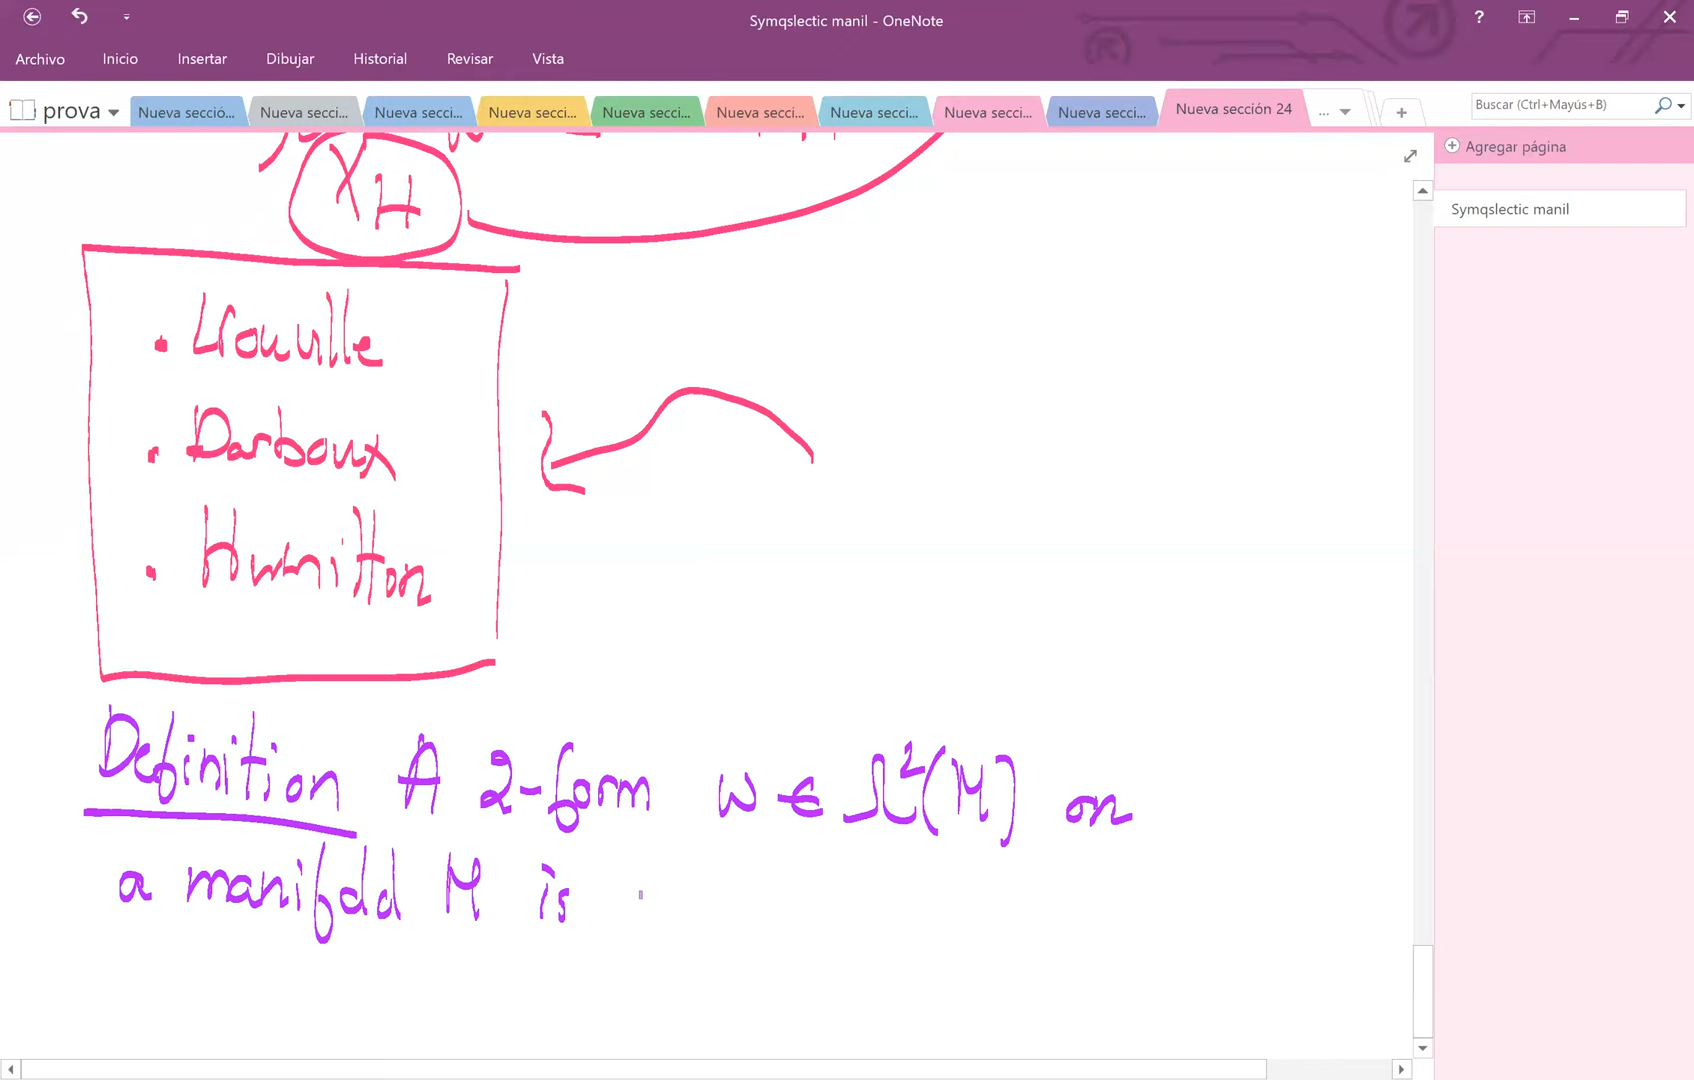 Symqslectic manil - OneNote
Archivo Inicio Insertar Dibujar Historial Revisar Vista
prova Nueva secció... Nueva secci... Nueva secci... Nueva secci... Nueva secci... Nueva secci... Nueva secci... Nueva secci... Nueva secci... Nueva sección 24 ... + Buscar (Ctrl+Mayús+B)
Agregar página
Symqslectic manil
X_H
. Liouville
. Darboux
. Hamilton
Definition A 2-form ω ∈ Ω²(M) on
a manifold M is